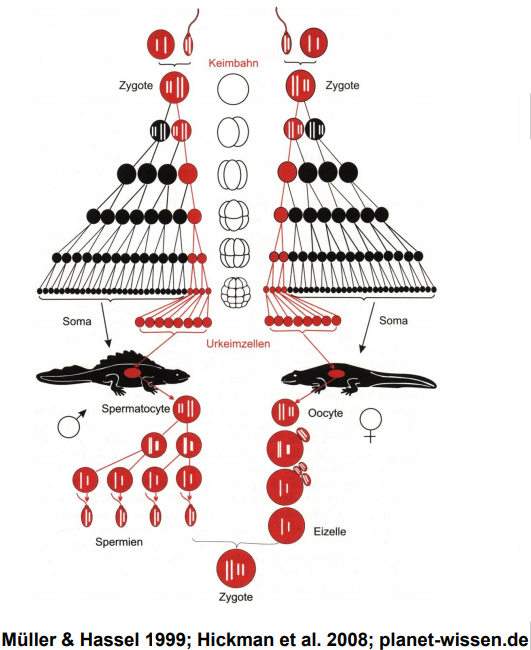 Keimbahn
Zygote
Zygote
Soma
Soma
Urkeimzellen
Spermatocyte
Oocyte
Spermien
Eizelle
Zygote
Müller & Hassel 1999; Hickman et al. 2008; planet-wissen.de